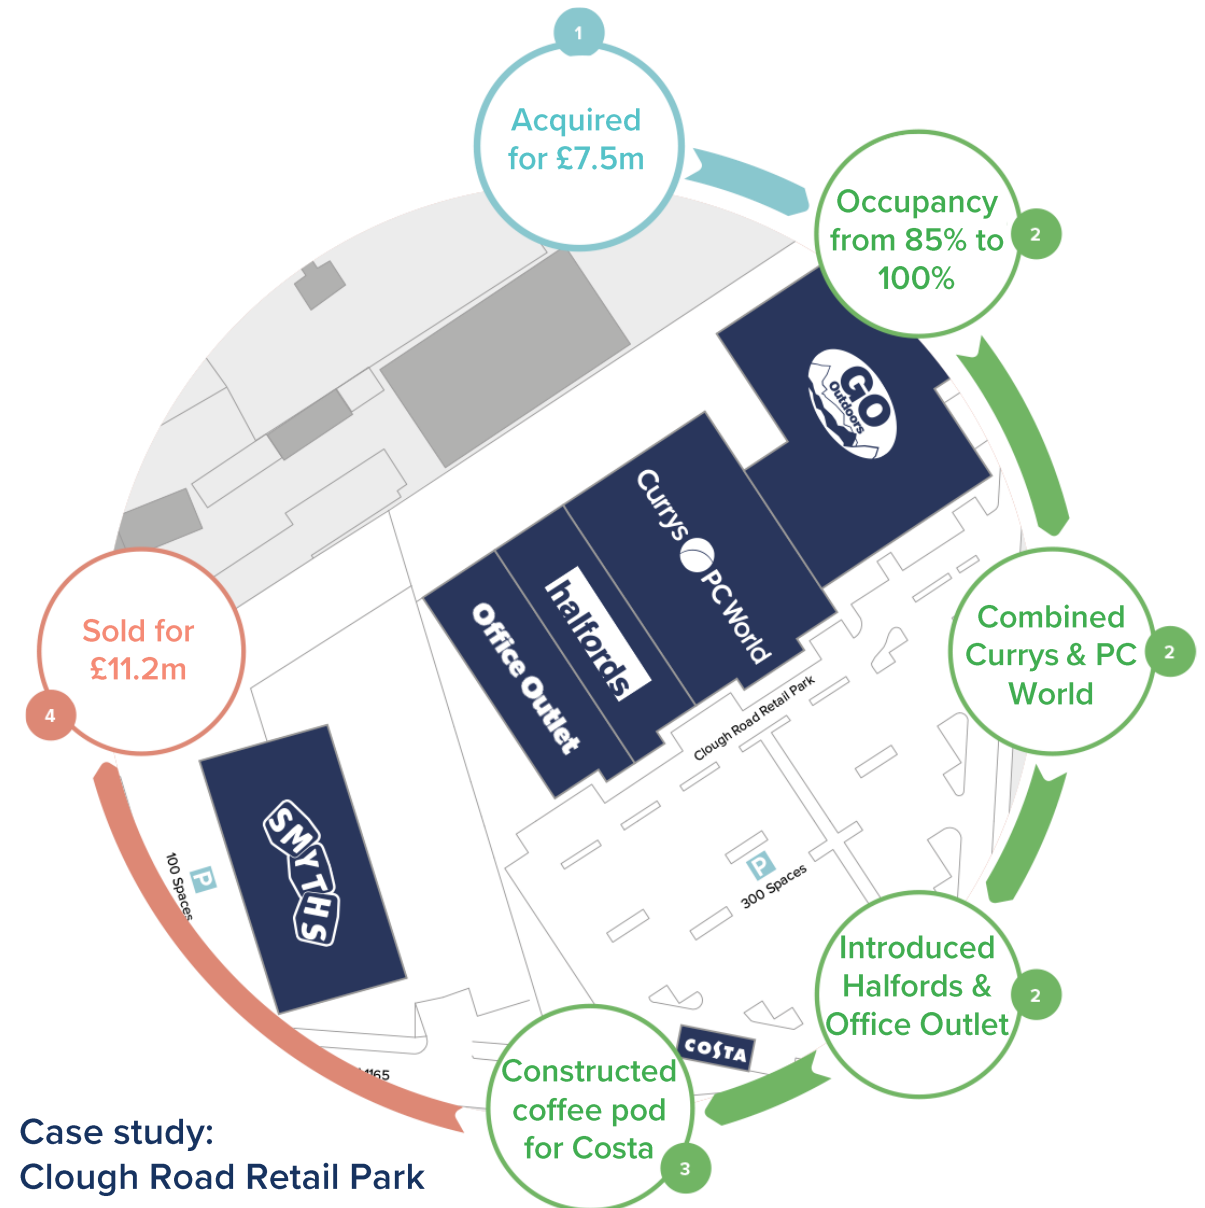 1
Acquired
for £7.5m
Occupancy
from 85% to
100%
2
GO
Outdoors
Currys
PC World
halfords
Office Outlet
Clough Road Retail Park
Combined
Currys & PC
World
2
Sold for
£11.2m
4
SMYTHS
P
100 Spaces
P
300 Spaces
Introduced
Halfords &
Office Outlet
2
COSTA
Constructed
coffee pod
for Costa
3
Case study:
Clough Road Retail Park